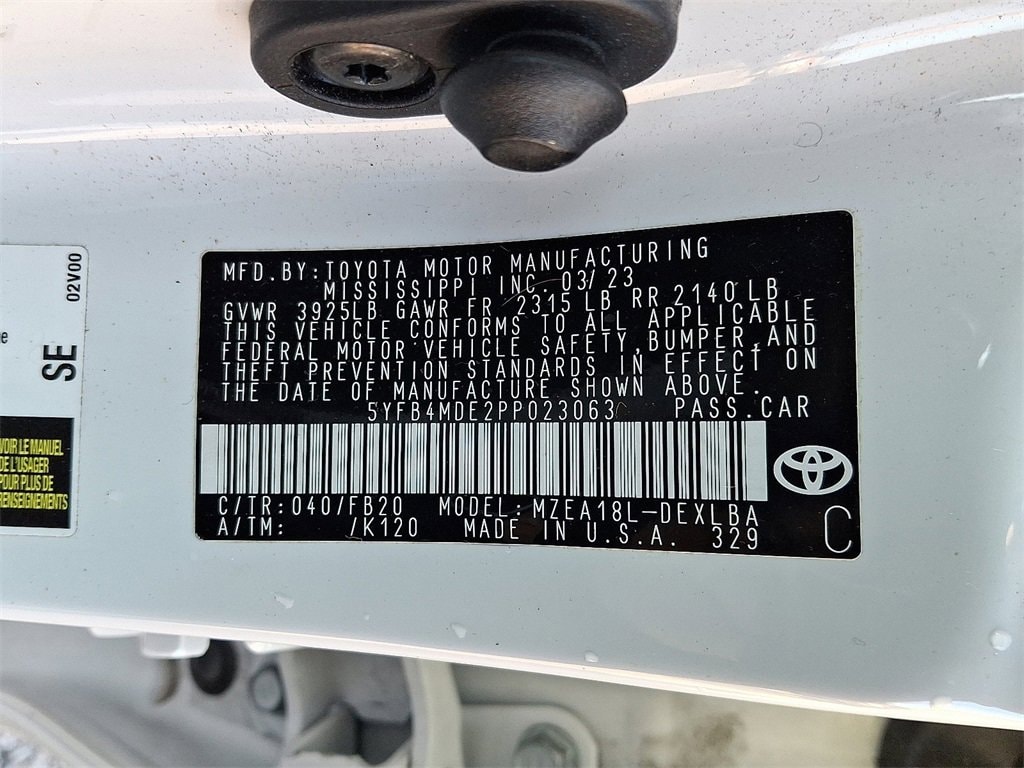 MFD.BY:TOYOTA MOTOR MANUFACTURING
MISSISSIPPI INC. 03/23
GVWR 3925LB GAWR FR 2315 LB RR 2140 LB
THIS VEHICLE CONFORMS TO ALL APPLICABLE
FEDERAL MOTOR VEHICLE SAFETY, BUMPER, AND
THEFT PREVENTION STANDARDS IN EFFECT ON
THE DATE OF MANUFACTURE SHOWN ABOVE.
5YFB4MDE2PP023063 PASS.CAR
C/TR:040/FB20 MODEL:MZEA18L-DEXLBA
A/TM: /K120 MADE IN U.S.A. 329
C
02V00
SE
VOIR LE MANUEL
DE L'USAGER
POUR PLUS DE
RENSEIGNEMENTS